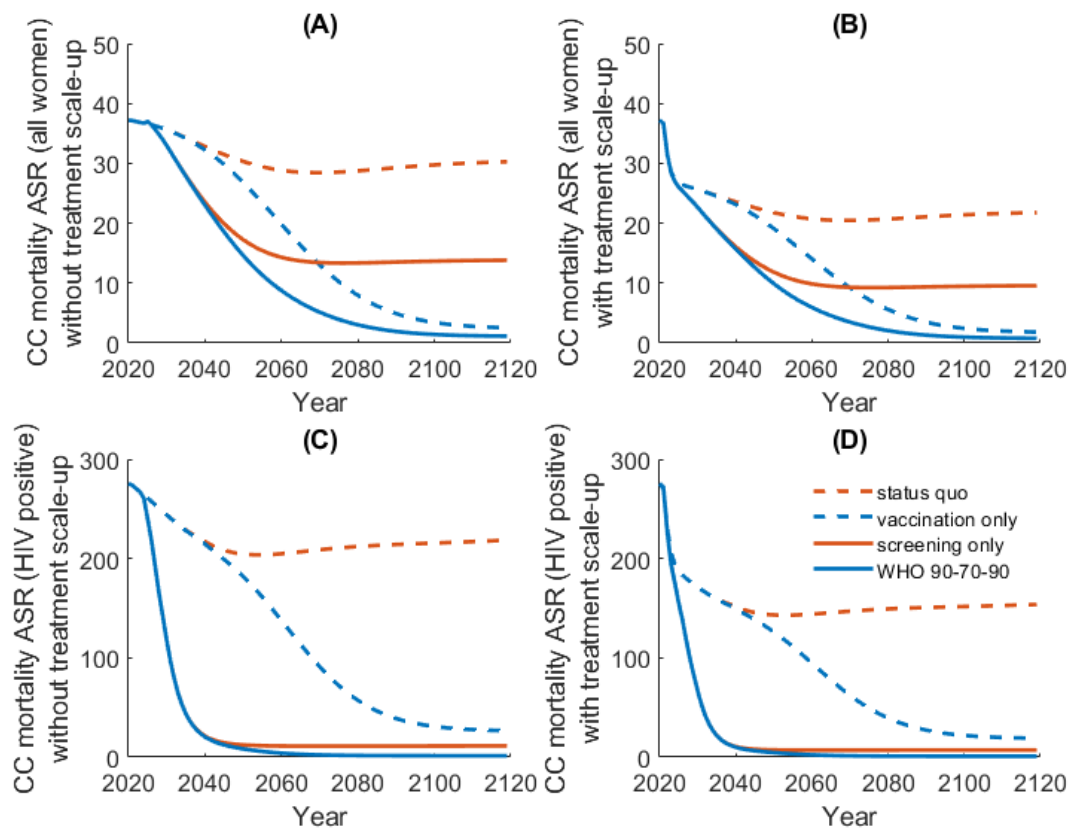 (A)
CC mortality ASR (all women)
without treatment scale-up
50
40
30
20
10
0
2020 2040 2060 2080 2100 2120
Year
(B)
CC mortality ASR (all women)
with treatment scale-up
50
40
30
20
10
0
2020 2040 2060 2080 2100 2120
Year
(C)
CC mortality ASR (HIV positive)
without treatment scale-up
300
200
100
0
2020 2040 2060 2080 2100 2120
Year
(D)
CC mortality ASR (HIV positive)
with treatment scale-up
300
200
100
0
status quo
vaccination only
screening only
WHO 90-70-90
2020 2040 2060 2080 2100 2120
Year